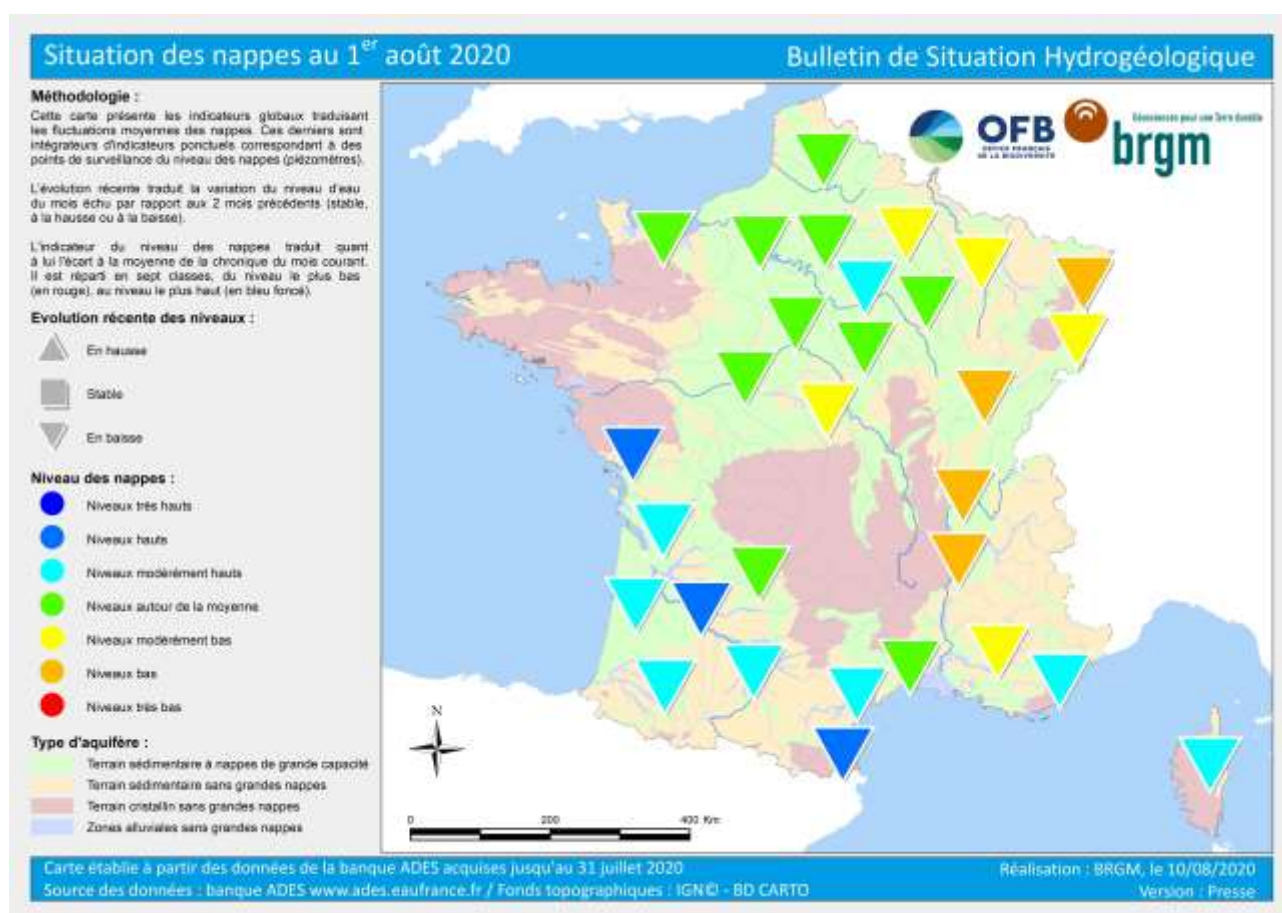 Situation des nappes au 1er août 2020
Bulletin de Situation Hydrogéologique
Méthodologie :
Cette carte présente les indicateurs globaux traduisant
les fluctuations moyennes des nappes. Ces derniers sont
intégrateurs d'indicateurs ponctuels correspondant à des
points de surveillance du niveau des nappes (piézomètres).
L'évolution récente traduit la variation du niveau d'eau
du mois échu par rapport aux 2 mois précédents (stable,
à la hausse ou à la baisse).
L'indicateur du niveau des nappes traduit quant
à lui l'écart à la moyenne de la chronique du mois courant.
Il est réparti en sept classes, du niveau le plus bas
(en rouge), au niveau le plus haut (en bleu foncé).
Evolution récente des niveaux :
En hausse
Stable
En baisse
Niveau des nappes :
Niveaux très hauts
Niveaux hauts
Niveaux modérément hauts
Niveaux autour de la moyenne
Niveaux modérément bas
Niveaux bas
Niveaux très bas
Type d'aquifère :
Terrain sédimentaire à nappes de grande capacité
Terrain sédimentaire sans grandes nappes
Terrain cristallin sans grandes nappes
Zones alluviales sans grandes nappes
OFB
OFFICE FRANÇAIS
DE LA BIODIVERSITÉ
Géosciences pour une Terre durable
brgm
N
0 200 400 Km
Carte établie à partir des données de la banque ADES acquises jusqu'au 31 juillet 2020
Source des données : banque ADES www.ades.eaufrance.fr / Fonds topographiques : IGN© - BD CARTO
Réalisation : BRGM, le 10/08/2020
Version : Presse